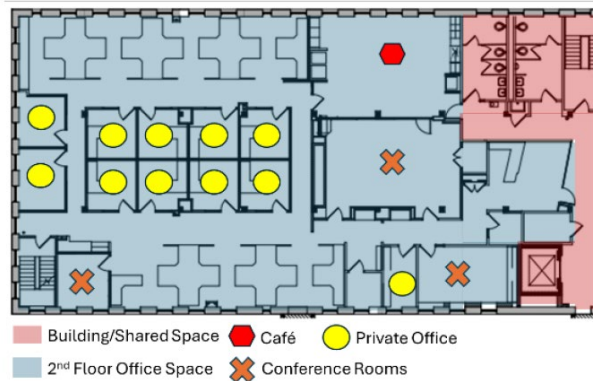 Building/Shared Space Café Private Office
2nd Floor Office Space Conference Rooms